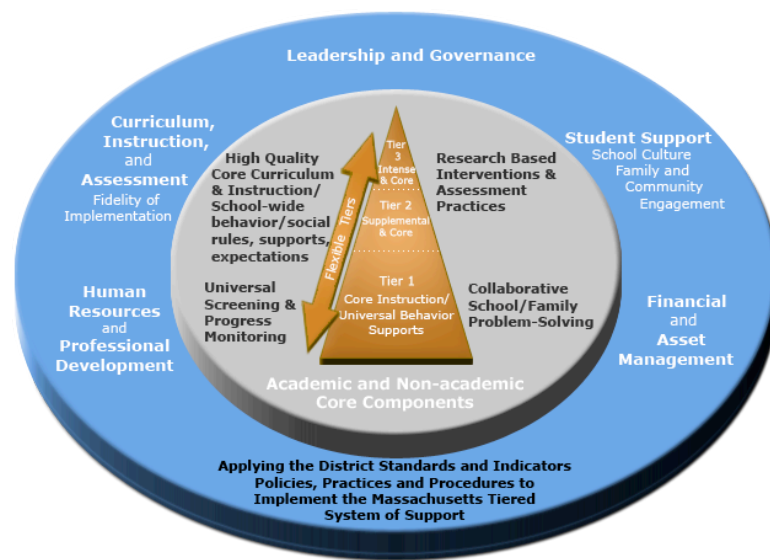 Leadership and Governance
Curriculum,
Instruction,
and
Assessment
Fidelity of
Implementation
Student Support
School Culture
Family and
Community
Engagement
High Quality
Core Curriculum
& Instruction/
School-wide
behavior/social
rules, supports,
expectations
Flexible Tiers
Tier
3
Intense
& Core
Tier 2
Supplemental
& Core
Tier 1
Core Instruction/
Universal Behavior
Supports
Research Based
Interventions &
Assessment
Practices
Universal
Screening &
Progress
Monitoring
Collaborative
School/Family
Problem-Solving
Human
Resources
and
Professional
Development
Financial
and
Asset
Management
Academic and Non-academic
Core Components
Applying the District Standards and Indicators
Policies, Practices and Procedures to
Implement the Massachusetts Tiered
System of Support